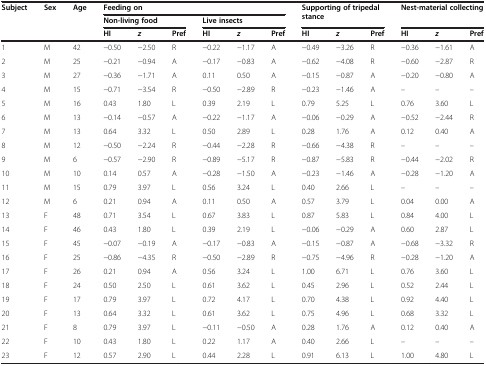 Subject Sex Age Feeding on Supporting of tripedal stance Nest-material collecting
Non-living food Live insects
HI z Pref HI z Pref HI z Pref HI z Pref
1 M 42 −0.50 −2.50 R −0.22 −1.17 A −0.49 −3.26 R −0.36 −1.61 A
2 M 25 −0.21 −0.94 A −0.17 −0.83 A −0.62 −4.08 R −0.60 −2.87 R
3 M 27 −0.36 −1.71 A 0.11 0.50 A −0.15 −0.87 A −0.20 −0.80 A
4 M 15 −0.71 −3.54 R −0.50 −2.89 R −0.23 −1.46 A – – –
5 M 16 0.43 1.80 L 0.39 2.19 L 0.79 5.25 L 0.76 3.60 L
6 M 13 −0.14 −0.57 A −0.22 −1.17 A −0.06 −0.29 A −0.52 −2.44 R
7 M 13 0.64 3.32 L 0.50 2.89 L 0.28 1.76 A 0.12 0.40 A
8 M 12 −0.50 −2.24 R −0.44 −2.28 R −0.66 −4.38 R – – –
9 M 6 −0.57 −2.90 R −0.89 −5.17 R −0.87 −5.83 R −0.44 −2.02 R
10 M 10 0.14 0.57 A −0.28 −1.50 A −0.23 −1.46 A −0.28 −1.20 A
11 M 15 0.79 3.97 L 0.56 3.24 L 0.40 2.66 L – – –
12 M 6 0.21 0.94 A 0.11 0.50 A 0.57 3.79 L 0.04 0.00 A
13 F 48 0.71 3.54 L 0.67 3.83 L 0.87 5.83 L 0.84 4.00 L
14 F 46 0.43 1.80 L 0.39 2.19 L −0.06 −0.29 A 0.60 2.87 L
15 F 45 −0.07 −0.19 A −0.17 −0.83 A −0.15 −0.87 A −0.68 −3.32 R
16 F 25 −0.86 −4.35 R −0.50 −2.89 R −0.75 −4.96 R −0.28 −1.20 A
17 F 26 0.21 0.94 A 0.56 3.24 L 1.00 6.71 L 0.76 3.60 L
18 F 24 0.50 2.50 L 0.61 3.62 L 0.45 2.96 L 0.52 2.44 L
19 F 17 0.79 3.97 L 0.72 4.17 L 0.70 4.38 L 0.92 4.40 L
20 F 13 0.64 3.32 L 0.61 3.62 L 0.75 4.96 L 0.68 3.32 L
21 F 8 0.79 3.97 L −0.11 −0.50 A 0.28 1.76 A 0.12 0.40 A
22 F 10 0.43 1.80 L 0.22 1.17 A 0.40 2.66 L – – –
23 F 12 0.57 2.90 L 0.44 2.28 L 0.91 6.13 L 1.00 4.80 L